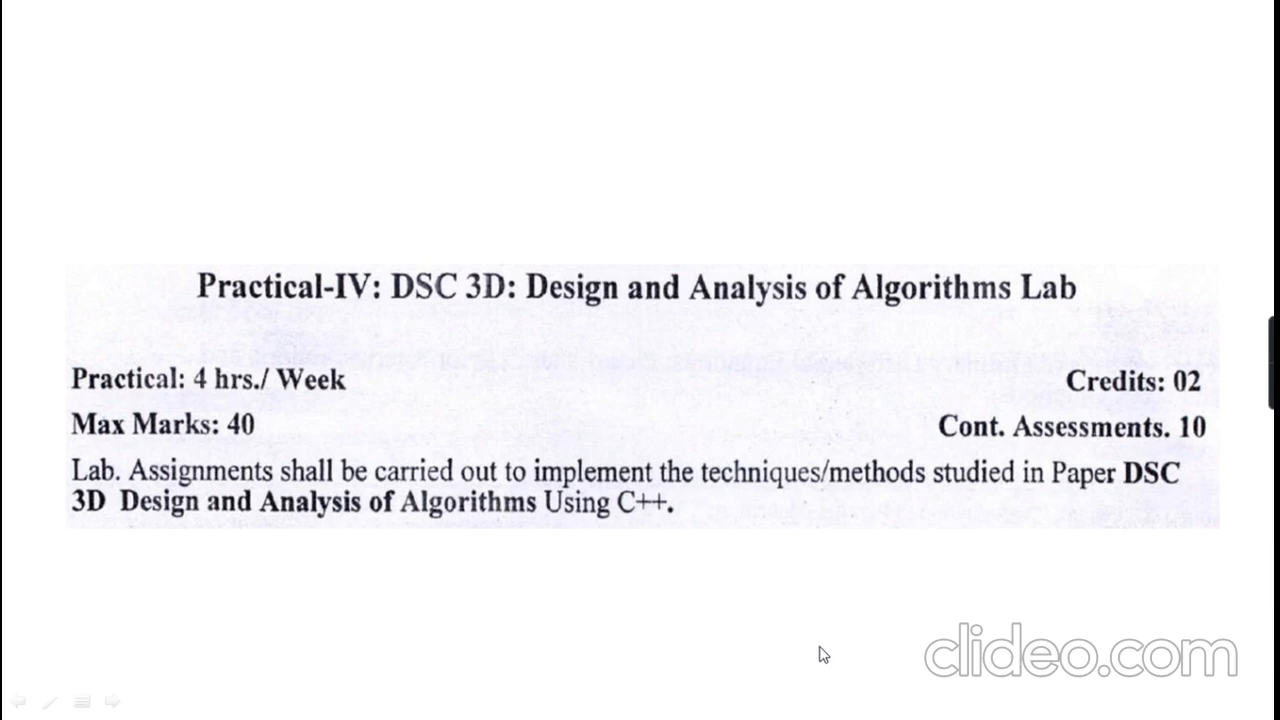 Practical-IV: DSC 3D: Design and Analysis of Algorithms Lab
Practical: 4 hrs./ Week Credits: 02
Max Marks: 40 Cont. Assessments. 10
Lab. Assignments shall be carried out to implement the techniques/methods studied in Paper DSC
3D Design and Analysis of Algorithms Using C++.
clideo.com